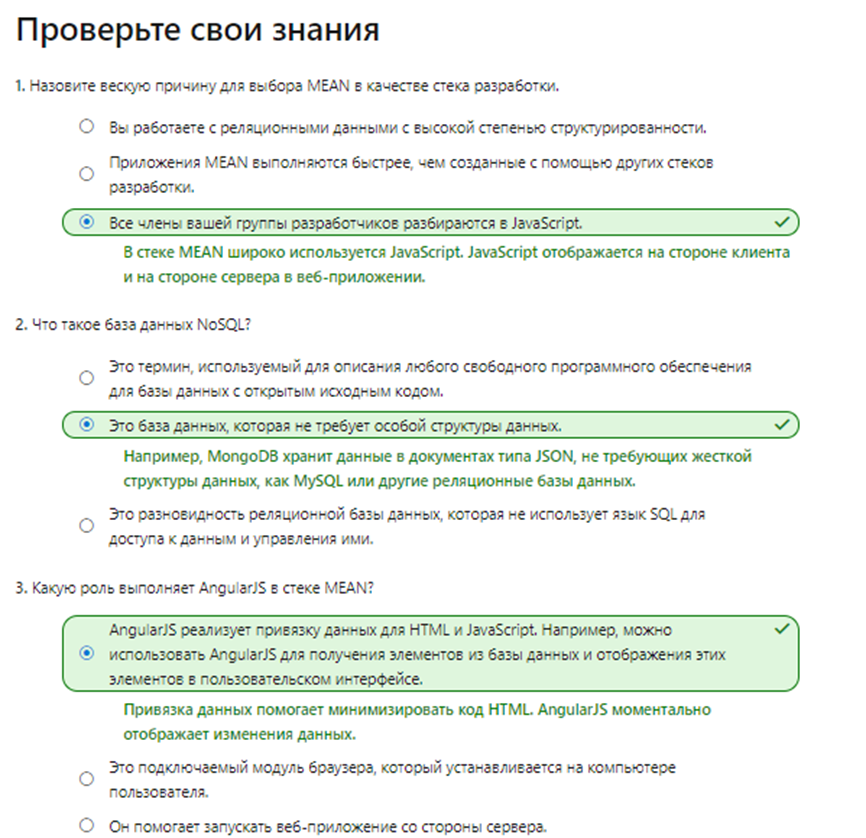 Проверьте свои знания
1. Назовите вескую причину для выбора MEAN в качестве стека разработки.
Вы работаете с реляционными данными с высокой степенью структурированности.
Приложения MEAN выполняются быстрее, чем созданные с помощью других стеков
разработки.
Все члены вашей группы разработчиков разбираются в JavaScript.
В стеке MEAN широко используется JavaScript. JavaScript отображается на стороне клиента
и на стороне сервера в веб-приложении.
2. Что такое база данных NoSQL?
Это термин, используемый для описания любого свободного программного обеспечения
для базы данных с открытым исходным кодом.
Это база данных, которая не требует особой структуры данных.
Например, MongoDB хранит данные в документах типа JSON, не требующих жесткой
структуры данных, как MySQL или другие реляционные базы данных.
Это разновидность реляционной базы данных, которая не использует язык SQL для
доступа к данным и управления ими.
3. Какую роль выполняет AngularJS в стеке MEAN?
AngularJS реализует привязку данных для HTML и JavaScript. Например, можно
использовать AngularJS для получения элементов из базы данных и отображения этих
элементов в пользовательском интерфейсе.
Привязка данных помогает минимизировать код HTML. AngularJS моментально
отображает изменения данных.
Это подключаемый модуль браузера, который устанавливается на компьютере
пользователя.
Он помогает запускать веб-приложение со стороны сервера.